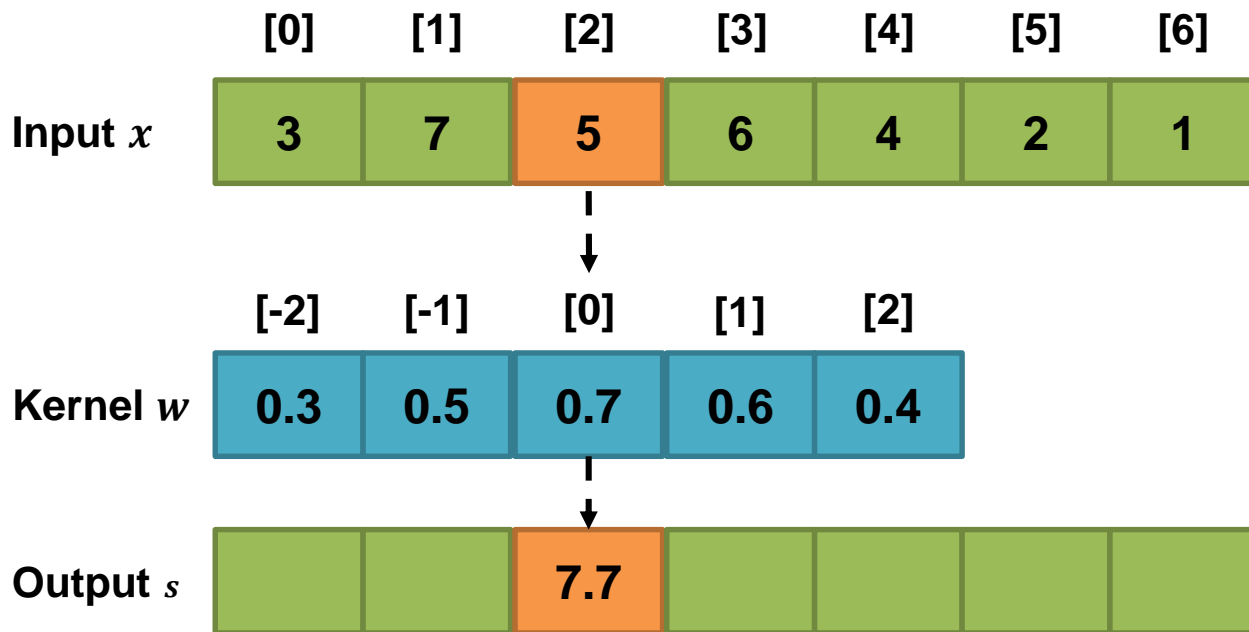 [0] [1] [2] [3] [4] [5] [6]
Input x 3 7 5 6 4 2 1
[-2] [-1] [0] [1] [2]
Kernel w 0.3 0.5 0.7 0.6 0.4
Output s 7.7